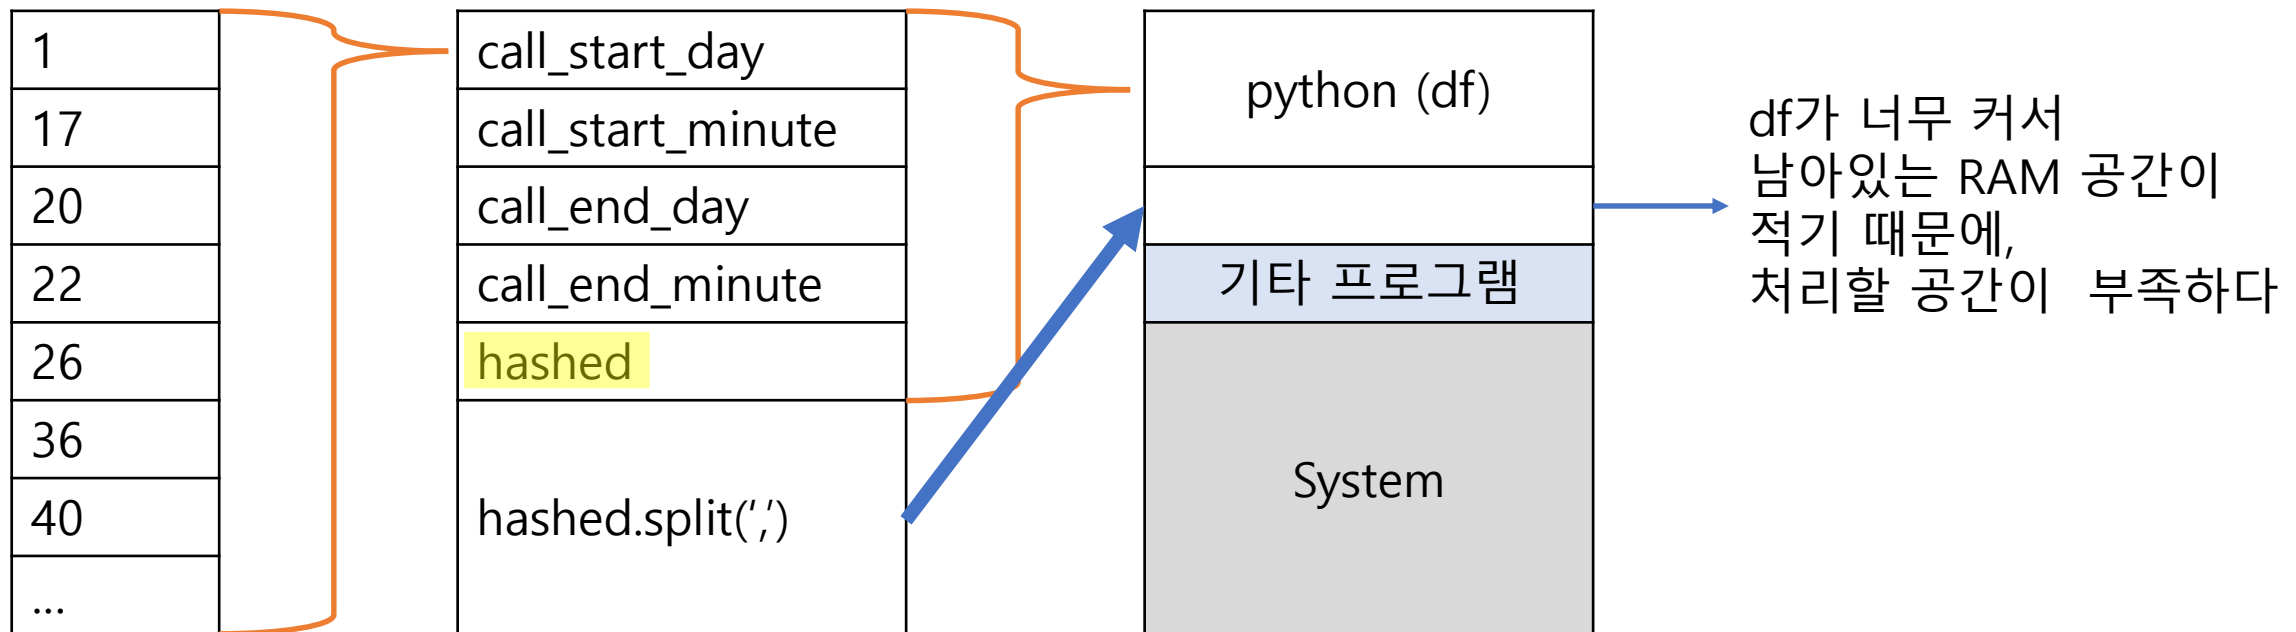 1
17
20
22
26
36
40
...
call_start_day
call_start_minute
call_end_day
call_end_minute
hashed
hashed.split(‘,’)
python (df)
기타 프로그램
System
df가 너무 커서
남아있는 RAM 공간이
적기 때문에,
처리할 공간이 부족하다